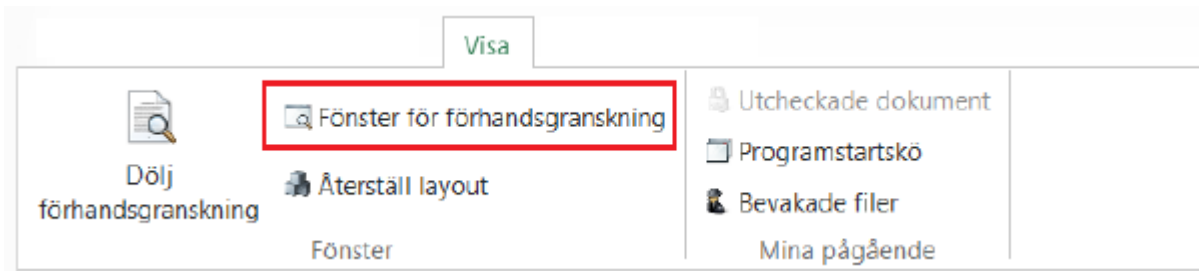 Visa
Dölj
förhandsgranskning
Fönster för förhandsgranskning
Återställ layout
Fönster
Utcheckade dokument
Programstartskö
Bevakade filer
Mina pågående